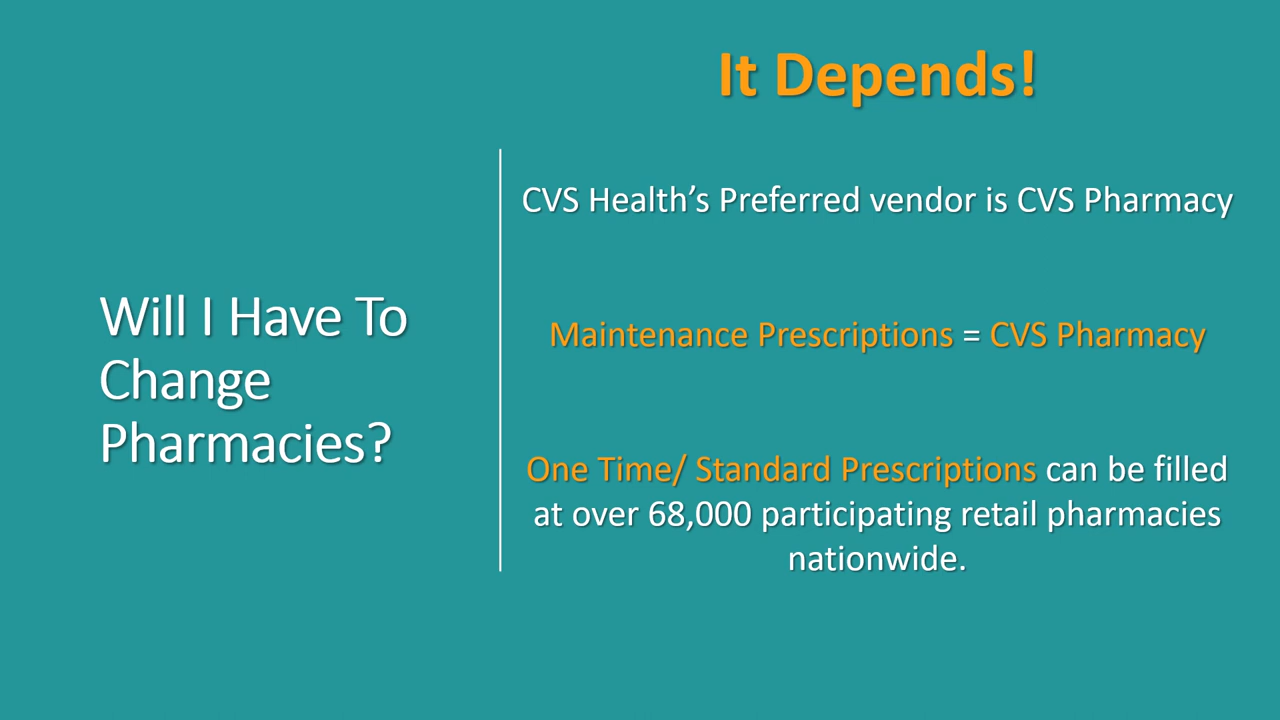 Will I Have To
Change
Pharmacies?
It Depends!
CVS Health’s Preferred vendor is CVS Pharmacy
Maintenance Prescriptions = CVS Pharmacy
One Time/ Standard Prescriptions can be filled
at over 68,000 participating retail pharmacies
nationwide.